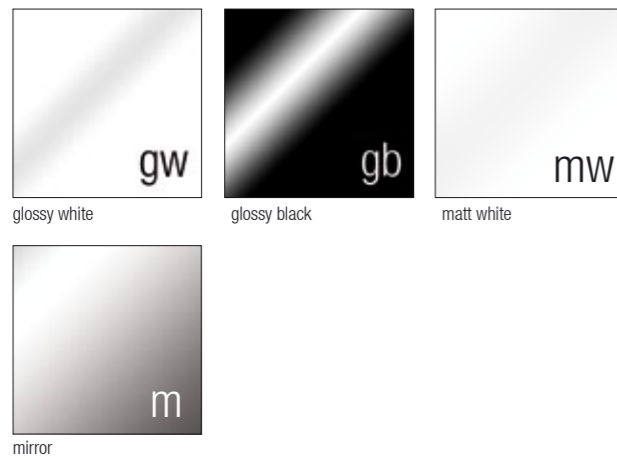 gw
gb
mw
glossy white
glossy black
matt white
m
mirror